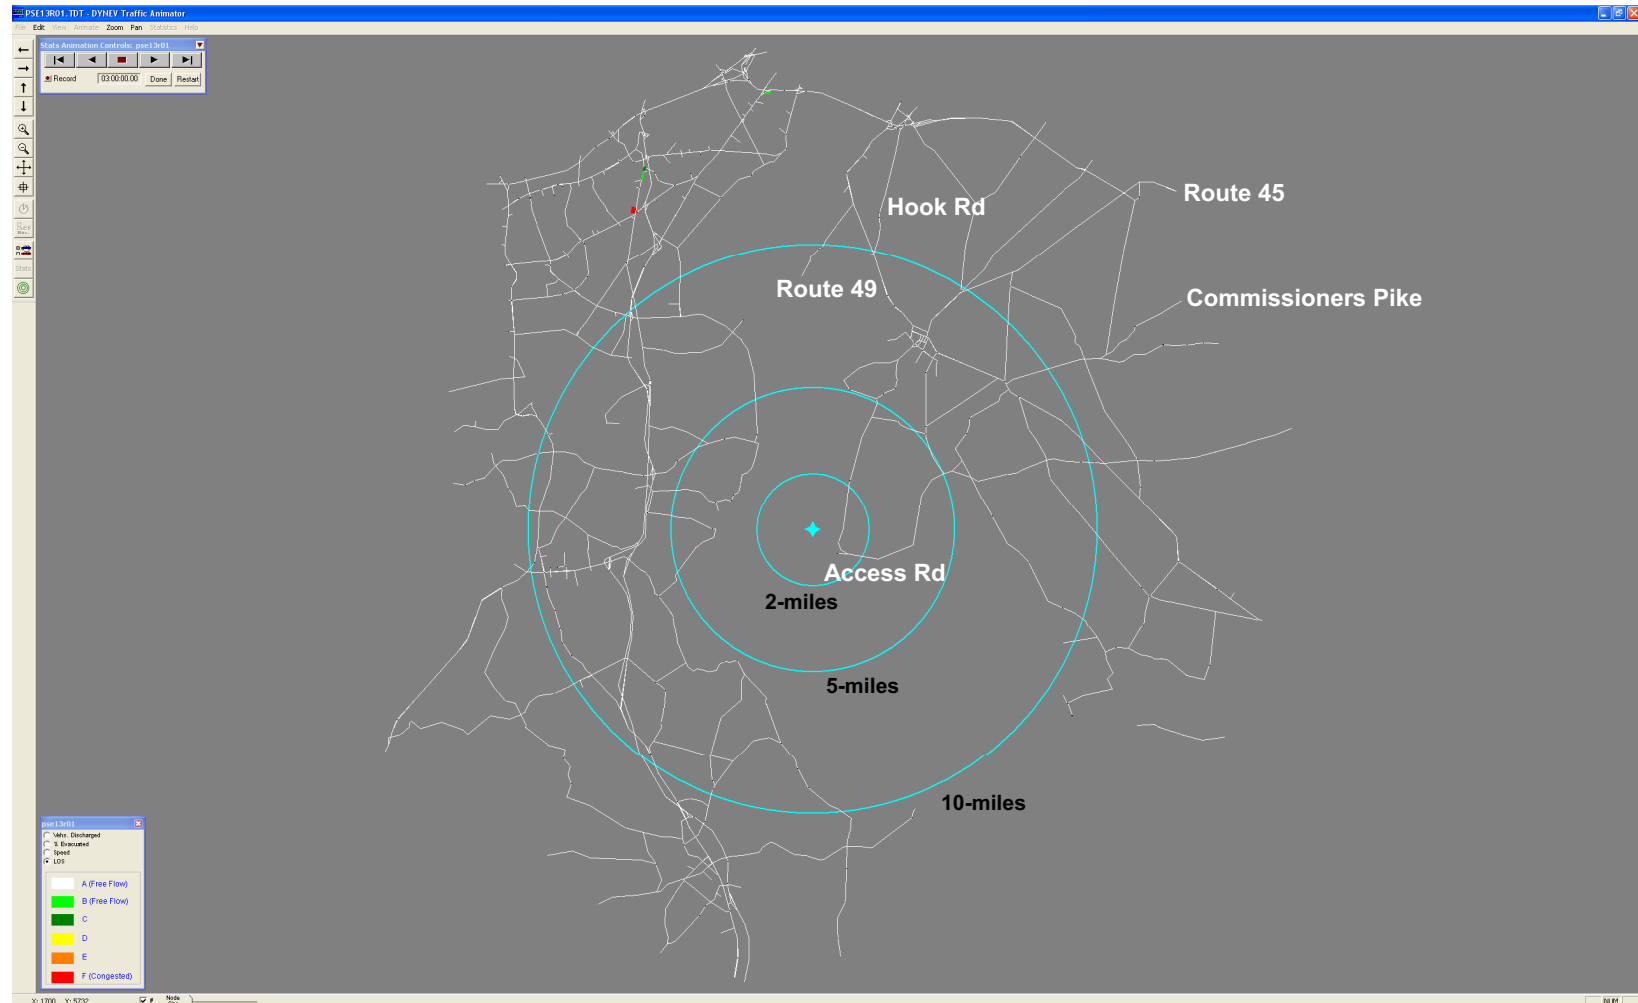 PSE13R01.TDT - DYNEV Traffic Animator
File Edit View Animate Zoom Pan Statistics Help
Stats Animation Controls: pse13r01
Record 03:00:00.00 Done Restart
Stats
Route 45
Hook Rd
Route 49
Commissioners Pike
Access Rd
2-miles
5-miles
10-miles
pse13r01
Vehs. Discharged
% Evacuated
Speed
LOS
A (Free Flow)
B (Free Flow)
C
D
E
F (Congested)
X: 1700 Y: 5732 # Node
NUM